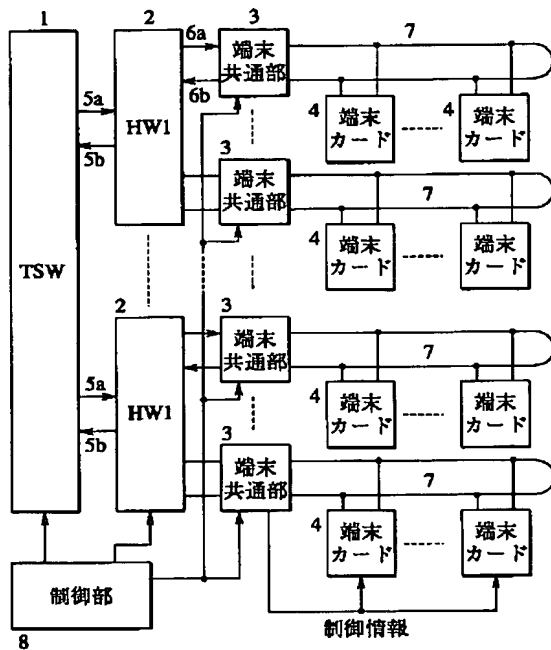 1
2
6a
3
7
端末
共通部
5a
6b
HW1
5b
4
端末
カード
4
端末
カード
3
端末
共通部
7
4
端末
カード
端末
カード
TSW
2
3
端末
共通部
7
5a
HW1
5b
4
端末
カード
端末
カード
3
端末
共通部
7
4
端末
カード
端末
カード
制御部
8
制御情報